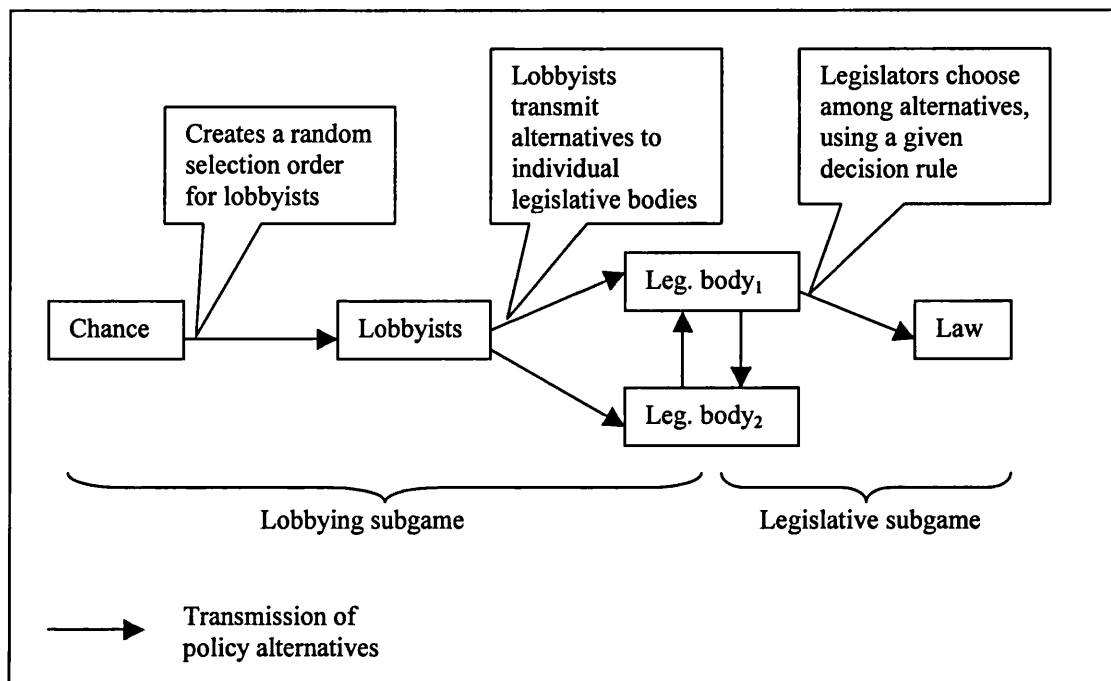 Creates a random
selection order
for lobbyists
Lobbyists
transmit
alternatives to
individual
legislative bodies
Legislators choose
among alternatives,
using a given
decision rule
Chance
Lobbyists
Leg. body₁
Leg. body₂
Law
Lobbying subgame
Legislative subgame
Transmission of
policy alternatives